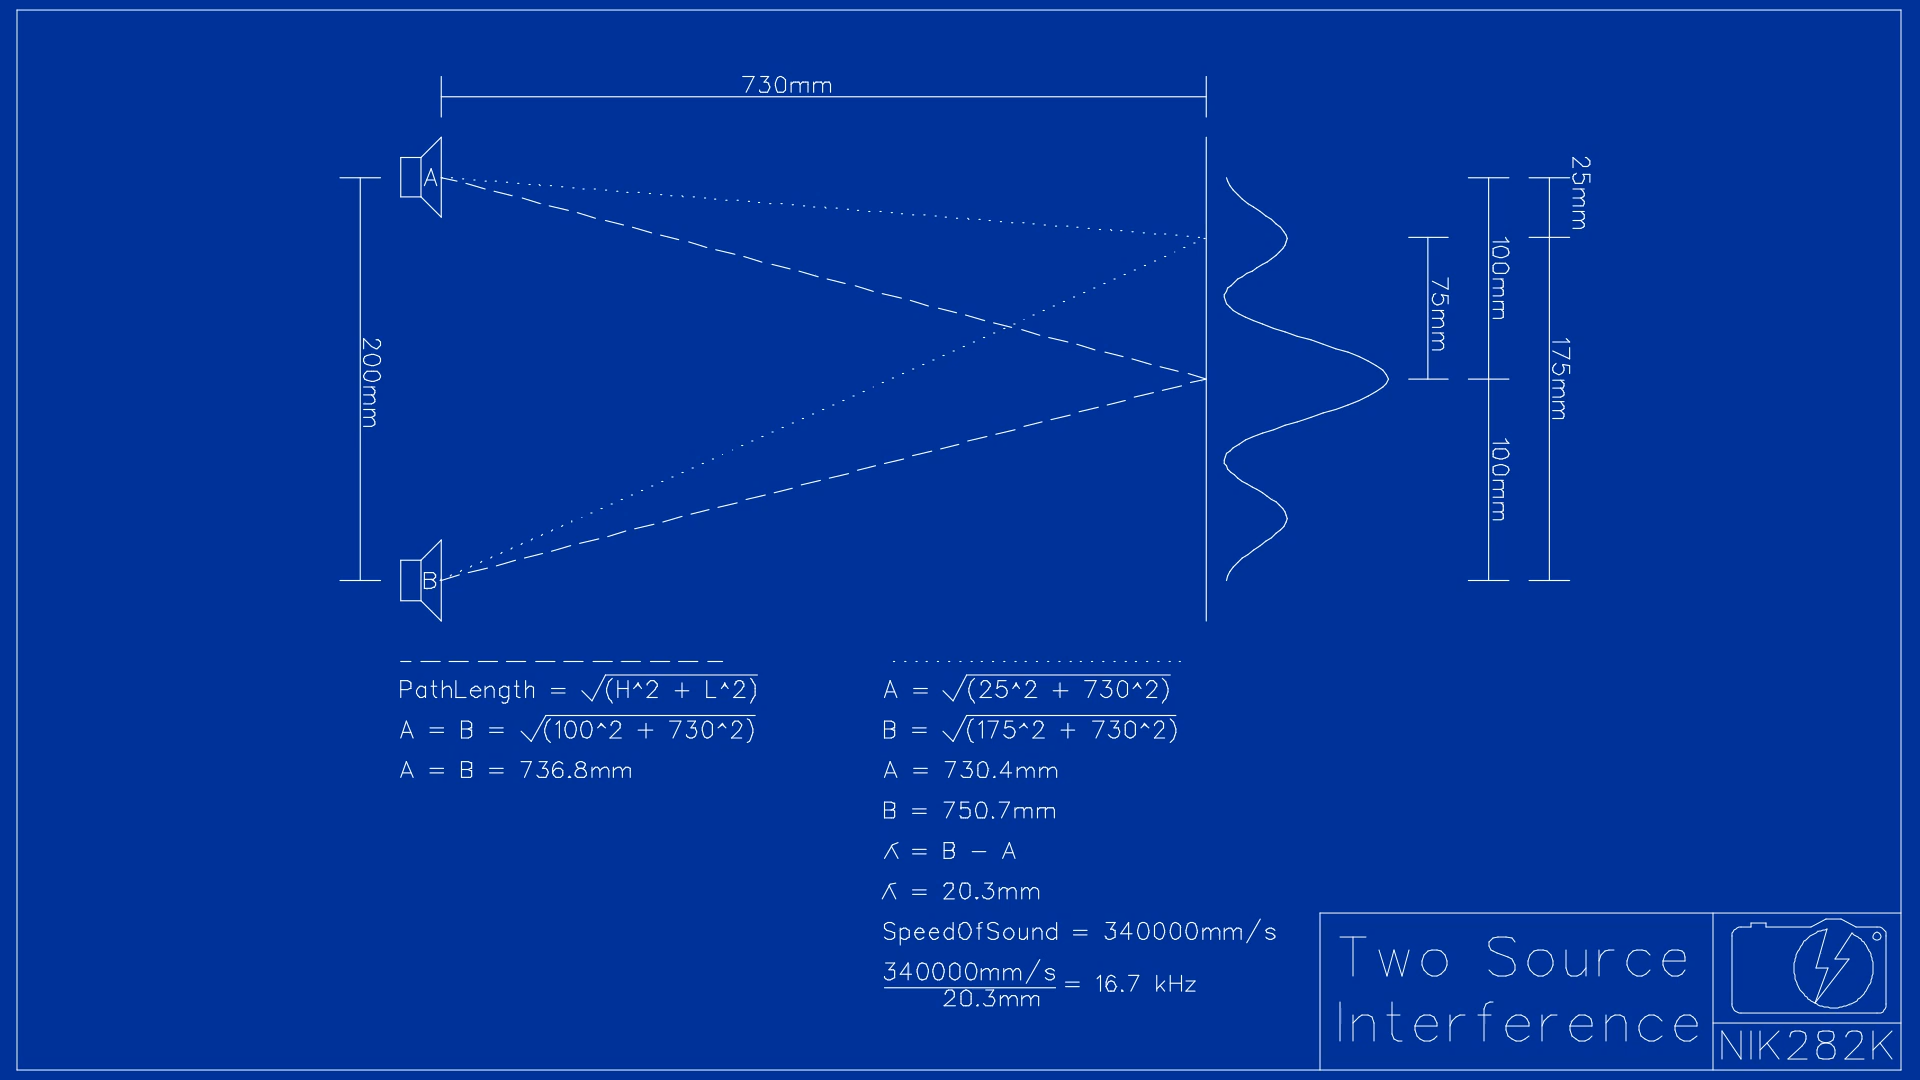 730mm
A
25mm
100mm
75mm
200mm
175mm
100mm
B
PathLength = √(H^2 + L^2)
A = B = √(100^2 + 730^2)
A = B = 736.8mm
A = √(25^2 + 730^2)
B = √(175^2 + 730^2)
A = 730.4mm
B = 750.7mm
λ = B - A
λ = 20.3mm
SpeedOfSound = 340000mm/s
340000mm/s
20.3mm
= 16.7 kHz
Two Source
Interference
NIK282K